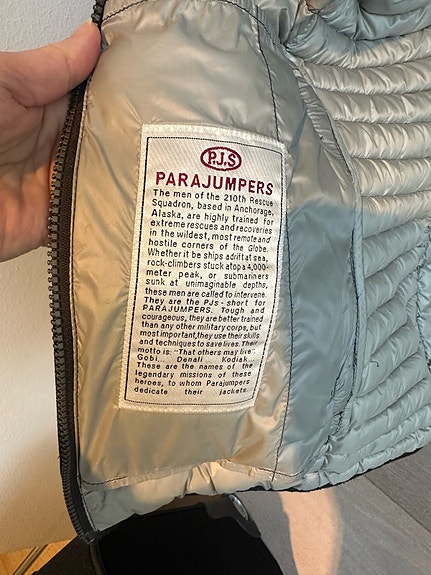 P.J.S
PARAJUMPERS
The men of the 210th Rescue
Squadron, based in Anchorage,
Alaska, are highly trained for
extreme rescues and recoveries
in the wildest, most remote and
hostile corners of the Globe.
Whether it be ships adrift at sea,
rock-climbers stuck atop a 4,000-
meter peak, or submariners
sunk at unimaginable depths,
these men are called to intervene.
They are the PJs - short for
PARAJUMPERS. Tough and
courageous, they are better trained
than any other military corps, but
most important, they use their skills
and techniques to save lives. Their
motto is: "That others may live"
Gobi... Denali... Kodiak...
These are the names of the
legendary missions of these
heroes, to whom Parajumpers
dedicate their jackets.